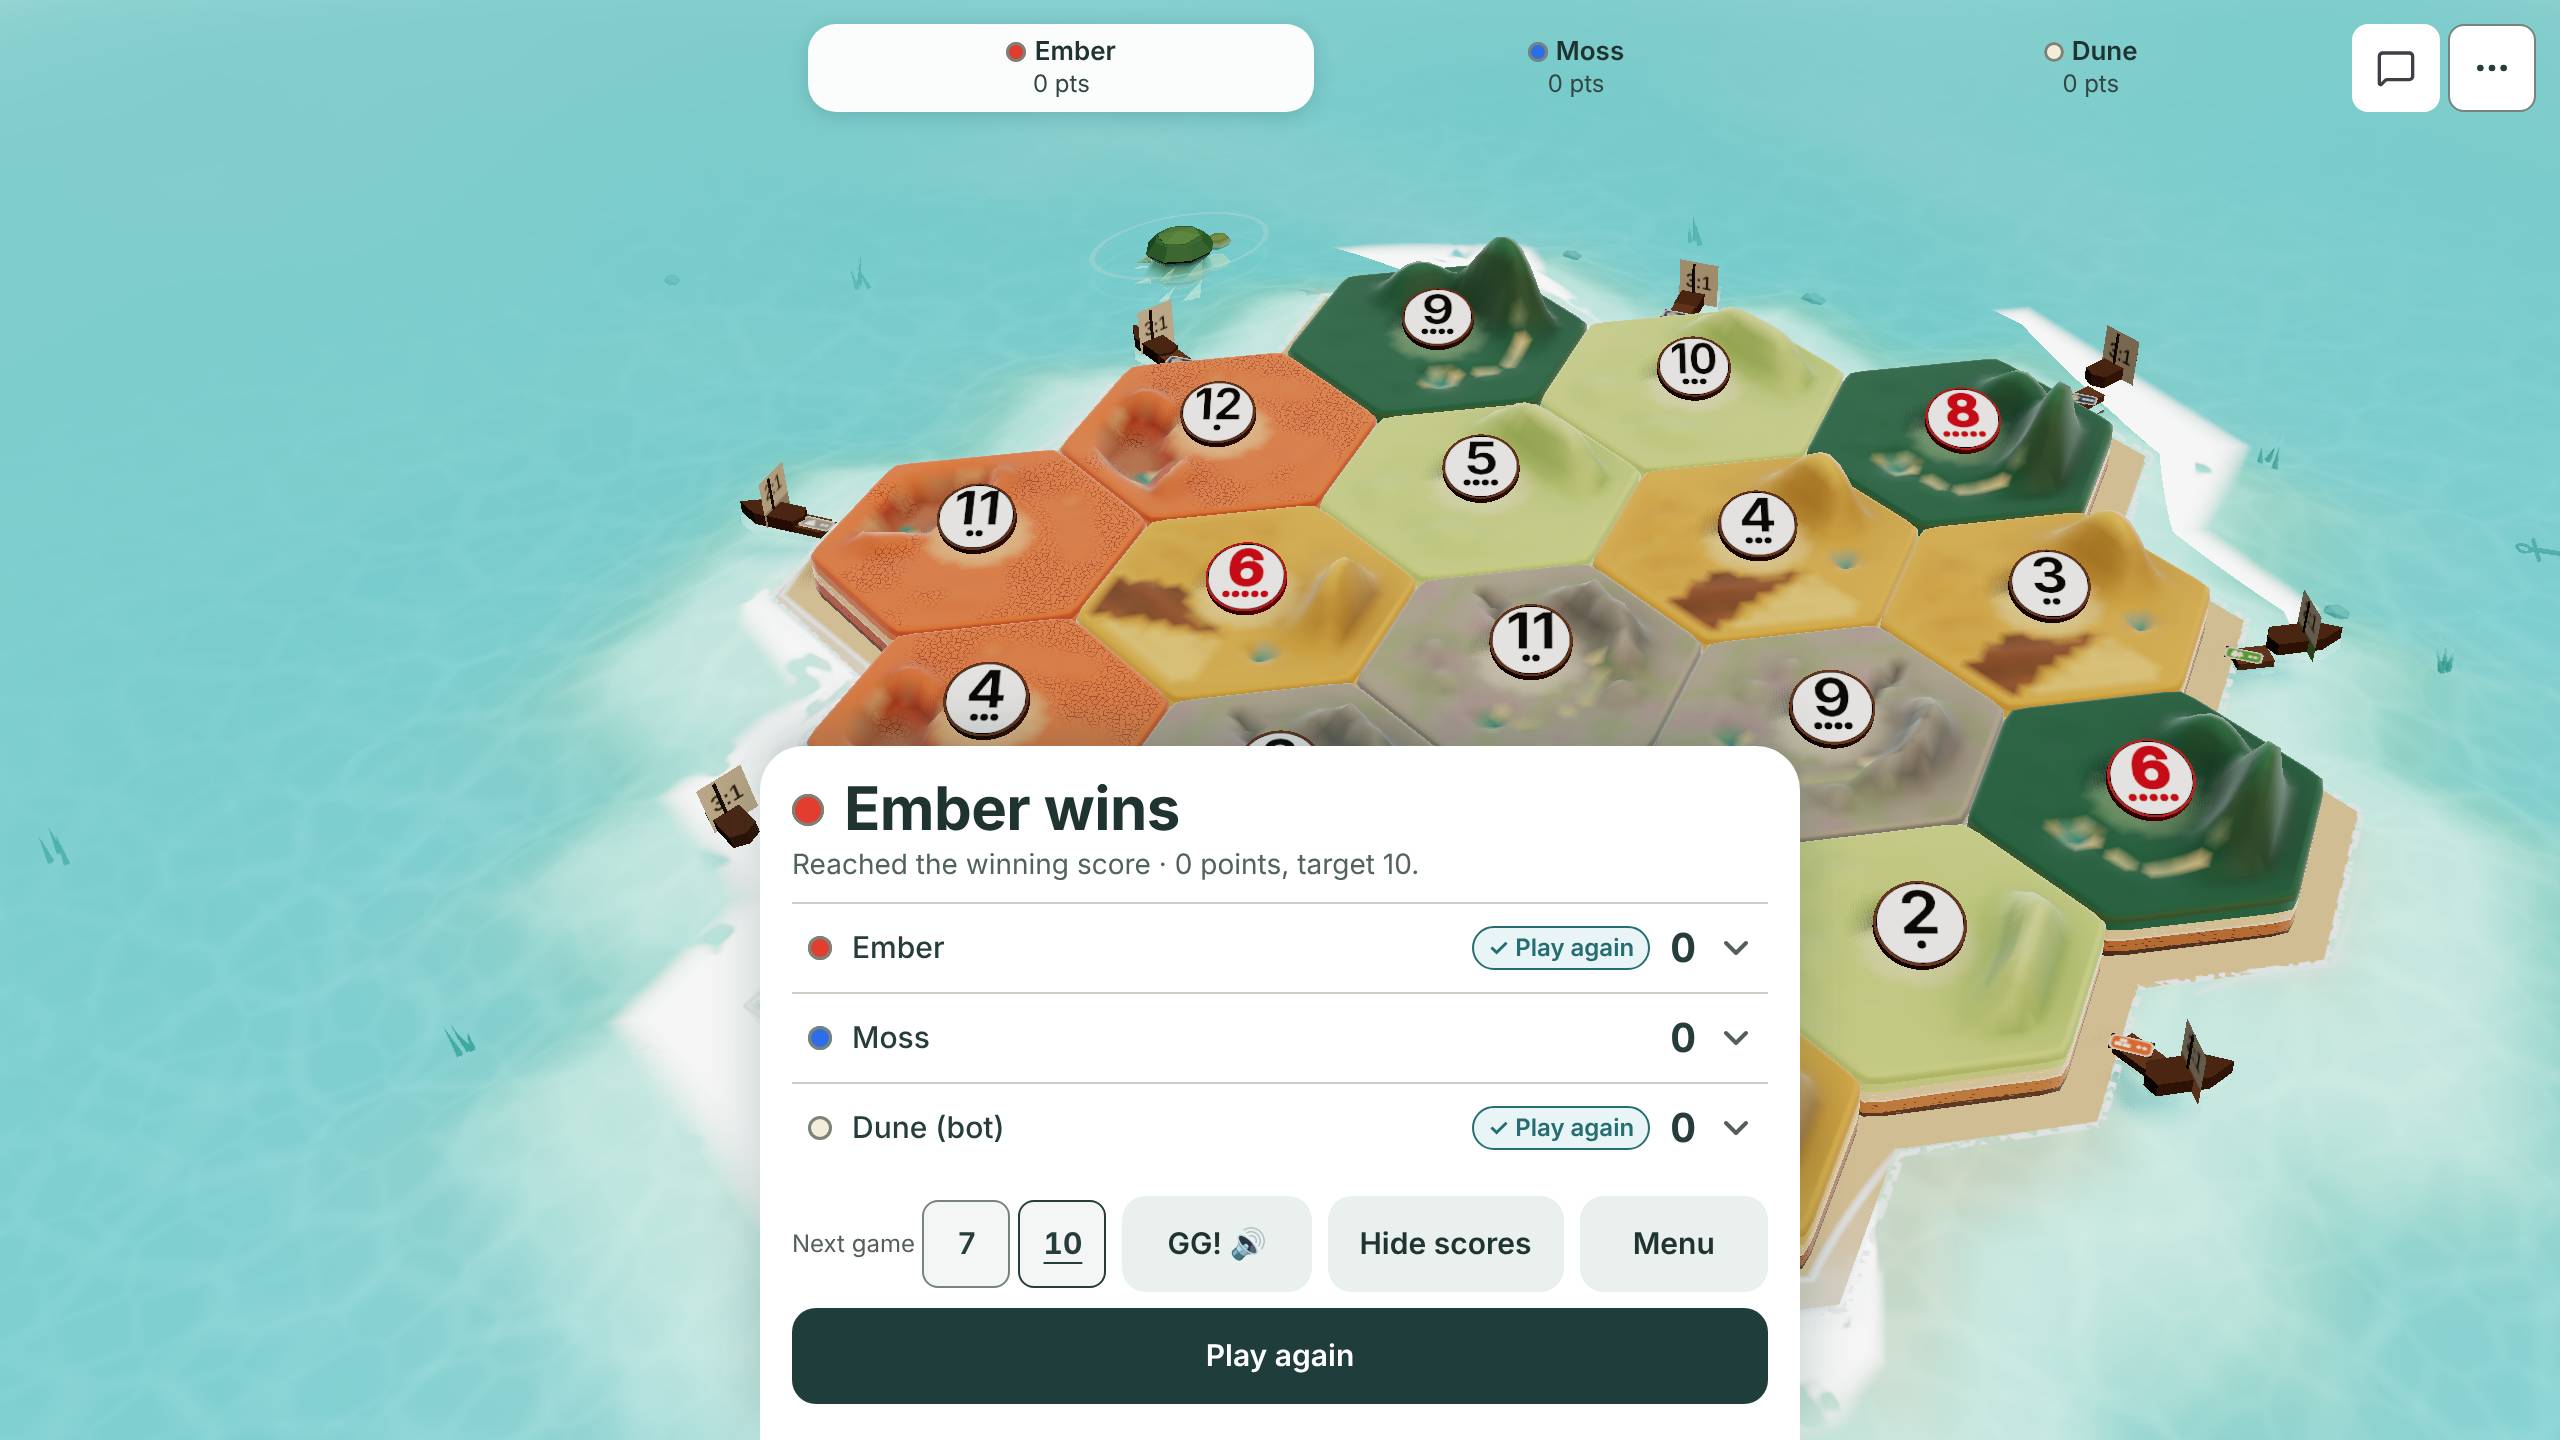 Ember
0 pts
Moss
0 pts
Dune
0 pts
9
3:1
10
3:1
3:1
12
8
5
11
4
6
3
11
4
9
6
3:1
2
Ember wins
Reached the winning score · 0 points, target 10.
Ember ✓ Play again 0
Moss 0
Dune (bot) ✓ Play again 0
Next game 7 10 GG! 🔊 Hide scores Menu
Play again